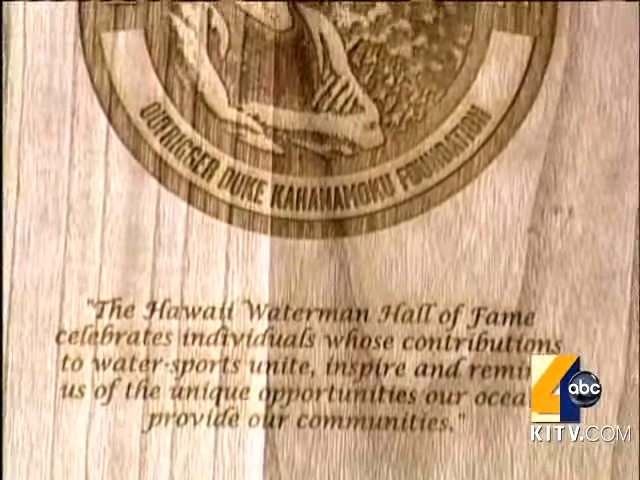 OUTRIGGER DUKE KAHANAMOKU FOUNDATION
"The Hawaii Waterman Hall of Fame
celebrates individuals whose contributions
to water-sports unite, inspire and remin
us of the unique opportunities our ocea
provide our communities."
4
abc
KITV.COM